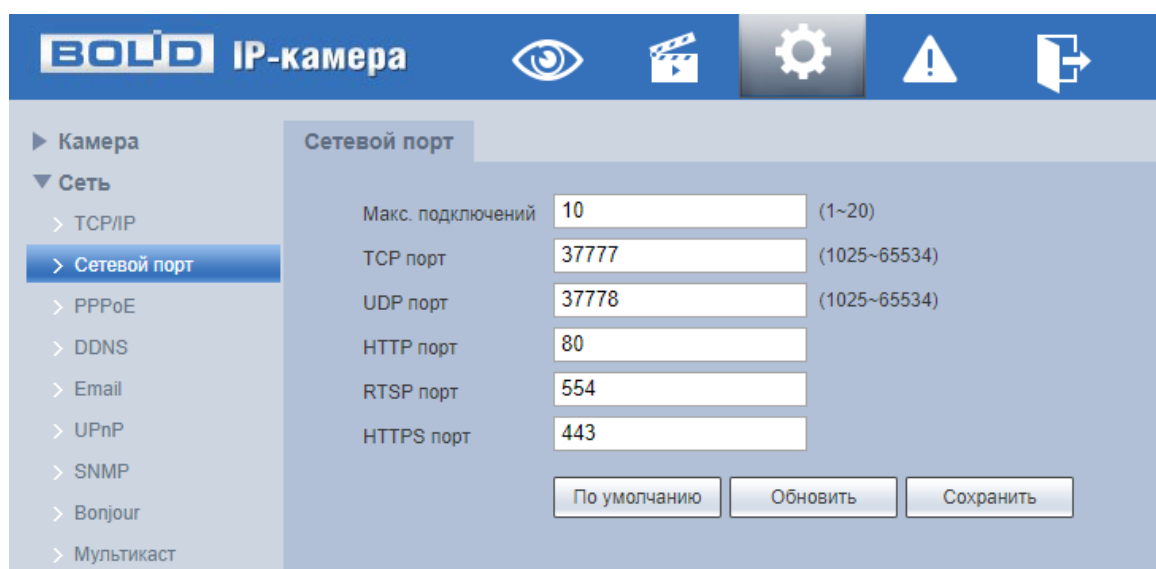 BOLID IP-камера
Камера
Сеть
TCP/IP
Сетевой порт
PPPoE
DDNS
Email
UPnP
SNMP
Bonjour
Мультикаст
Сетевой порт
Макс. подключений 10 (1~20)
TCP порт 37777 (1025~65534)
UDP порт 37778 (1025~65534)
HTTP порт 80
RTSP порт 554
HTTPS порт 443
По умолчанию Обновить Сохранить